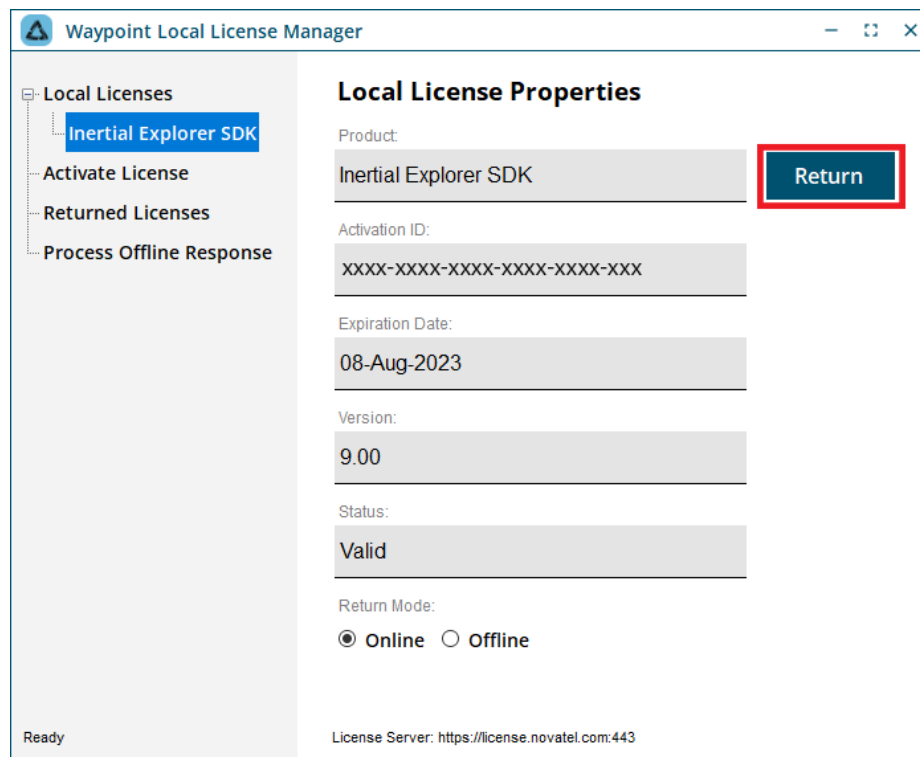 Waypoint Local License Manager
Local Licenses
Inertial Explorer SDK
Activate License
Returned Licenses
Process Offline Response
Local License Properties
Product:
Inertial Explorer SDK
Return
Activation ID:
xxxx-xxxx-xxxx-xxxx-xxxx-xxx
Expiration Date:
08-Aug-2023
Version:
9.00
Status:
Valid
Return Mode:
Online Offline
Ready
License Server: https://license.novatel.com:443